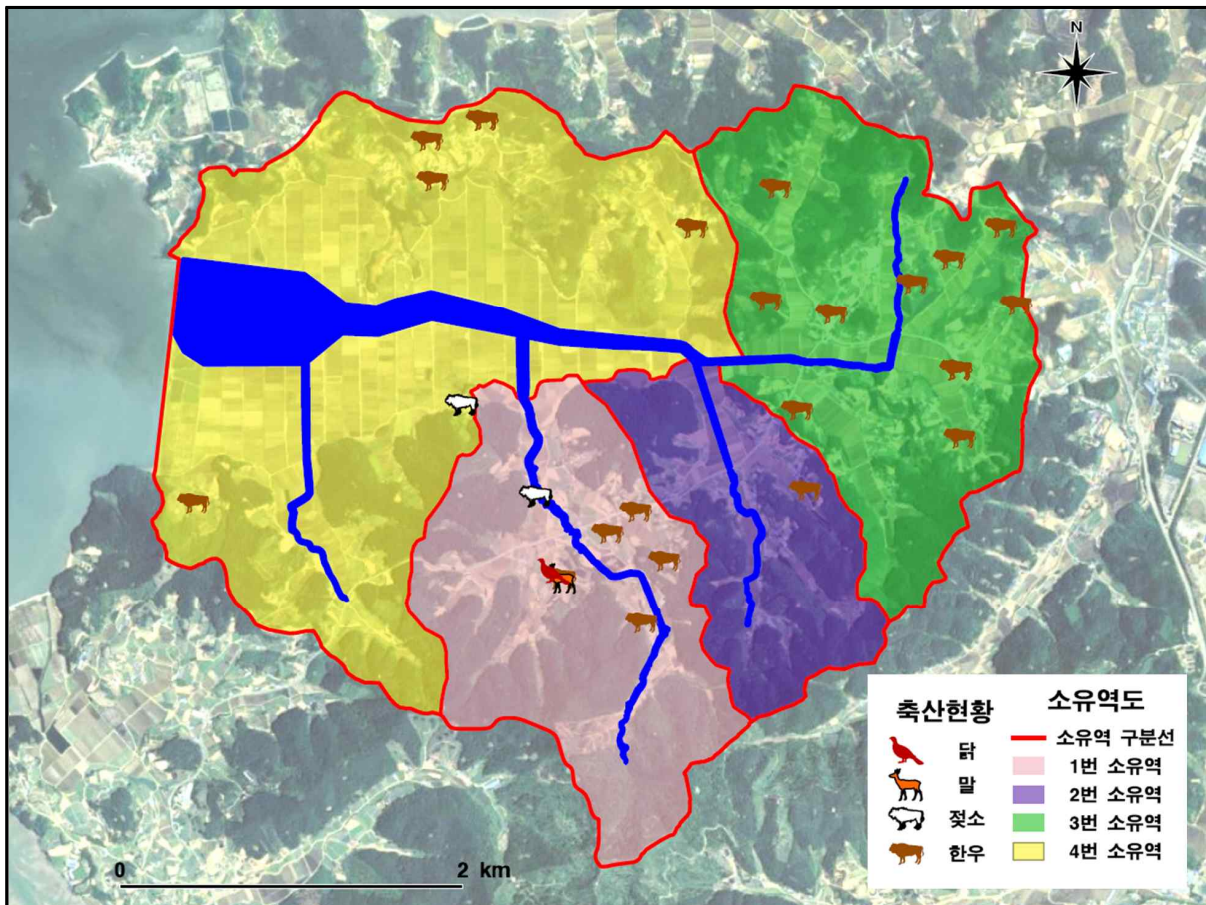 N
축산현황
닭
말
젖소
한우
소유역도
소유역 구분선
1번 소유역
2번 소유역
3번 소유역
4번 소유역
0 2 km